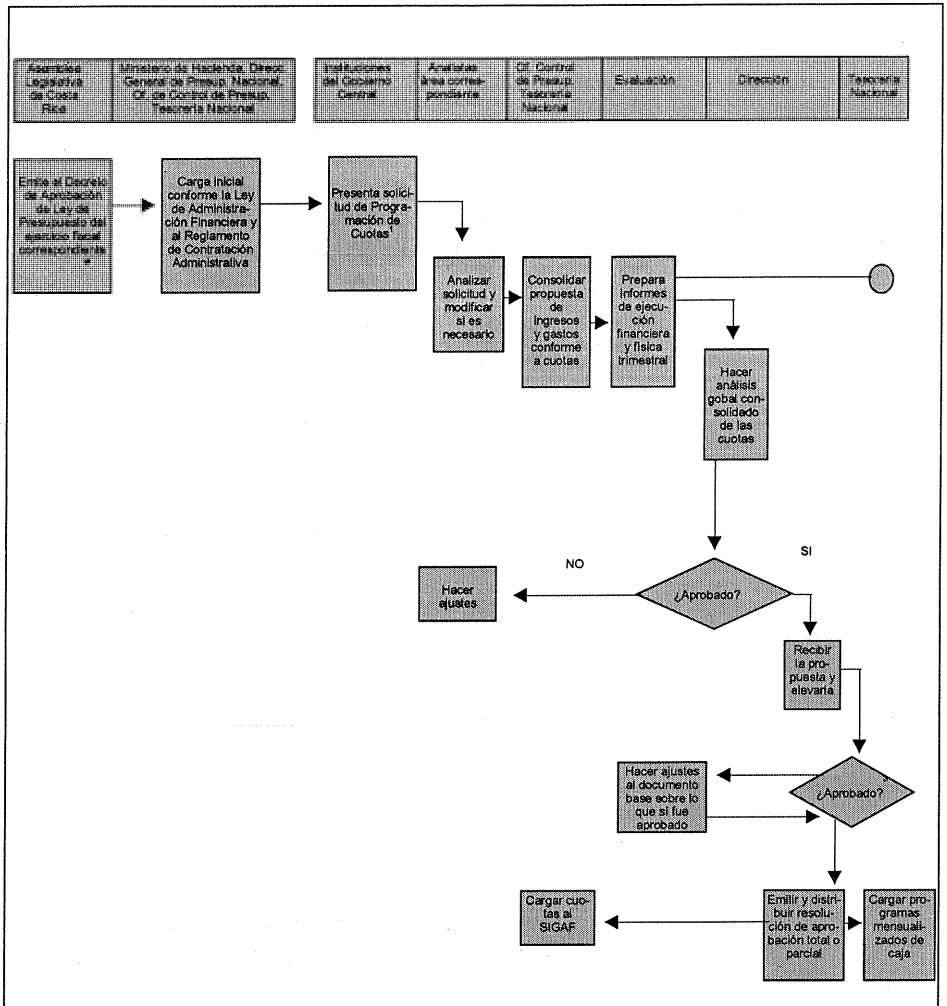 Asamblea
Legislativa
de Costa
Rica
Ministerio de Hacienda, Direcc.
General de Presup. Nacional,
Of. de Control de Presup.
Tesorería Nacional
Instituciones
del Gobierno
Central
Analistas
área corres-
pondiente
Of. Control
de Presup.
Tesorería
Nacional
Evaluación
Dirección
Tesorería
Nacional
Emite el Decreto
de Aprobación
de Ley de
Presupuesto del
ejercicio fiscal
correspondiente
Carga inicial
conforme la Ley
de Administra-
ción Financiera y
al Reglamento
de Contratación
Administrativa
Presenta solici-
tud de Progra-
mación de
Cuotas¹
Analizar
solicitud y
modificar
si es
necesario
Consolidar
propuesta
de
ingresos
y gastos
conforme
a cuotas
Prepara
informes
de ejecu-
ción
financiera
y física
trimestral
Hacer
análisis
gobal con-
solidado
de las
cuotas
NO
SI
Hacer
ajustes
¿Aprobado?
Recibir
la pro-
puesta y
elevarla
Hacer ajustes
al documento
base sobre lo
que si fue
aprobado
¿Aprobado?
Cargar cuo-
tas al
SIGAF
Emilir y distri-
buir resolu-
ción de apro-
bación total o
parcial
Cargar pro-
gramas
mensuali-
zados de
caja